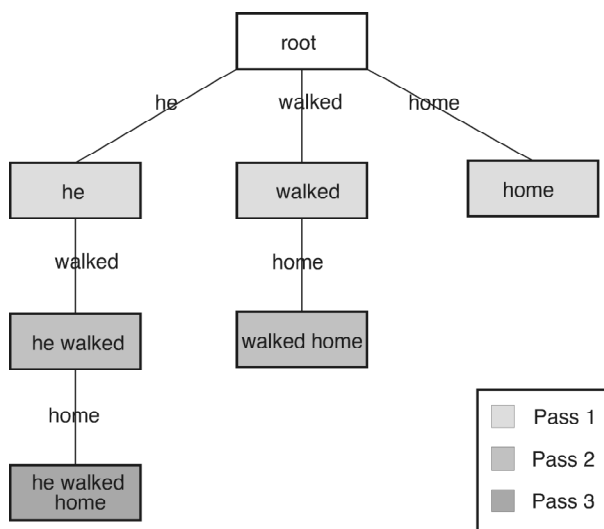 root
he
walked
home
he
walked
home
walked
home
he walked
walked home
home
he walked
home
Pass 1
Pass 2
Pass 3